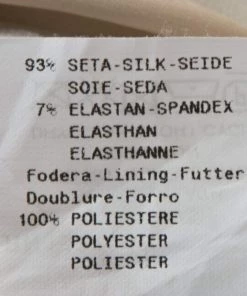 93% SETA-SILK-SEIDE
SOIE-SEDA
7% ELASTAN-SPANDEX
ELASTHAN
ELASTHANNE
Fodera-Lining-Futter
Doublure-Forro
100% POLIESTERE
POLYESTER
POLIESTER